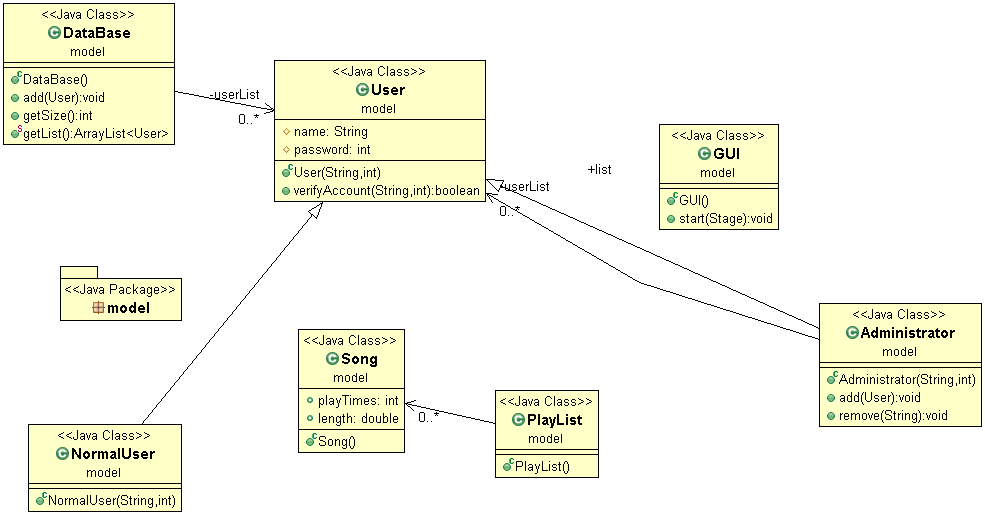 <<Java Class>>
DataBase
model
DataBase()
add(User):void
getSize():int
getList():ArrayList<User>
-userList
0..*
<<Java Class>>
User
model
name: String
password: int
User(String,int)
verifyAccount(String,int):boolean
-userList
0..*
+list
<<Java Class>>
GUI
model
GUI()
start(Stage):void
<<Java Package>>
model
<<Java Class>>
Song
model
playTimes: int
length: double
Song()
0..*
<<Java Class>>
PlayList
model
PlayList()
<<Java Class>>
Administrator
model
Administrator(String,int)
add(User):void
remove(String):void
<<Java Class>>
NormalUser
model
NormalUser(String,int)